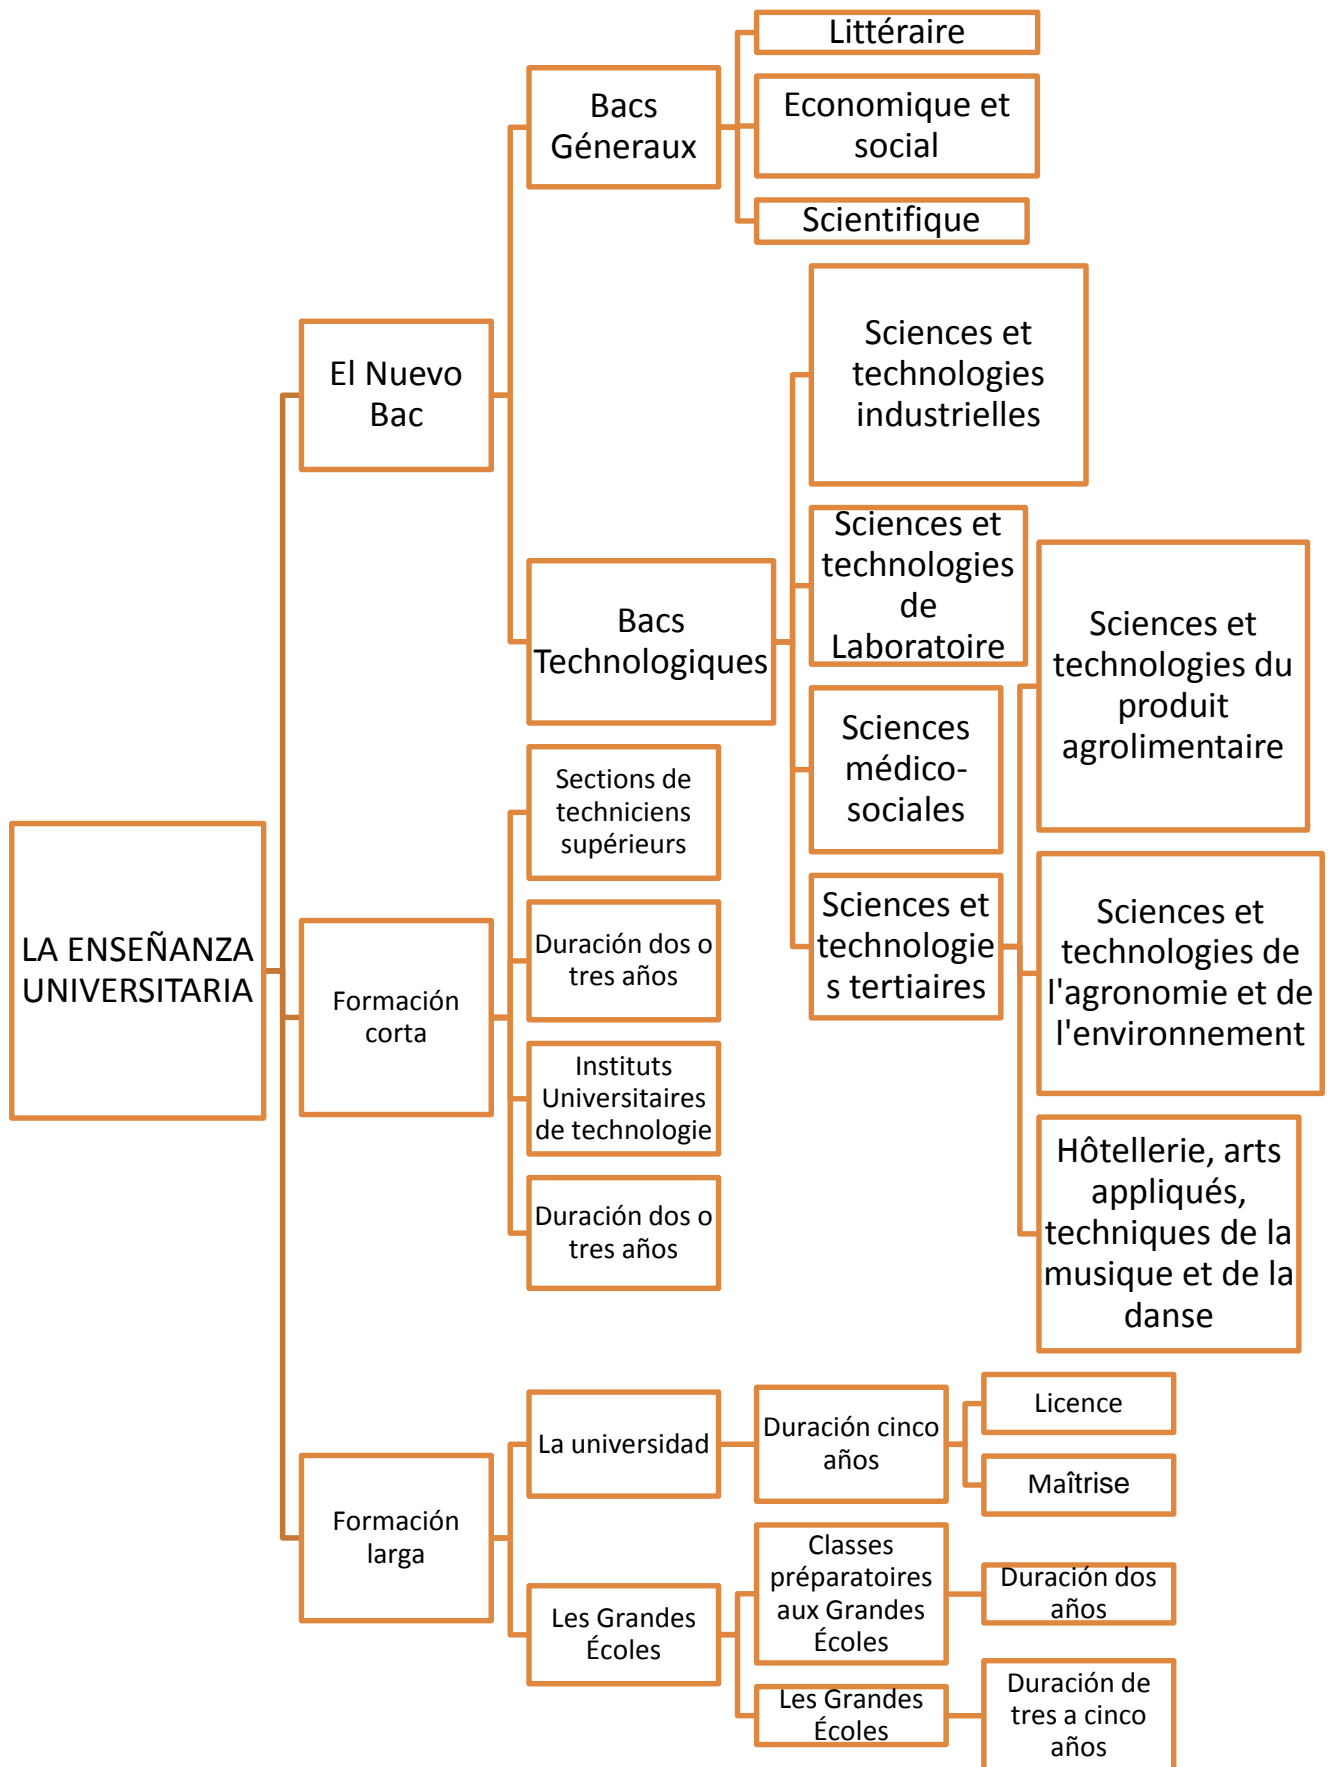 Littéraire
Bacs
Géneraux
Economique et
social
Scientifique
El Nuevo
Bac
Sciences et
technologies
industrielles
Sciences et
technologies
de
Laboratoire
Bacs
Technologiques
Sciences
médico-
sociales
Sciences et
technologie
s tertiaires
Sciences et
technologies du
produit
agrolimentaire
Sciences et
technologies de
l'agronomie et de
l'environnement
Hôtellerie, arts
appliqués,
techniques de la
musique et de la
danse
LA ENSEÑANZA
UNIVERSITARIA
Formación
corta
Sections de
techniciens
supérieurs
Duración dos o
tres años
Instituts
Universitaires
de technologie
Duración dos o
tres años
Formación
larga
La universidad
Duración cinco
años
Licence
Maîtrise
Les Grandes
Écoles
Classes
préparatoires
aux Grandes
Écoles
Duración dos
años
Les Grandes
Écoles
Duración de
tres a cinco
años